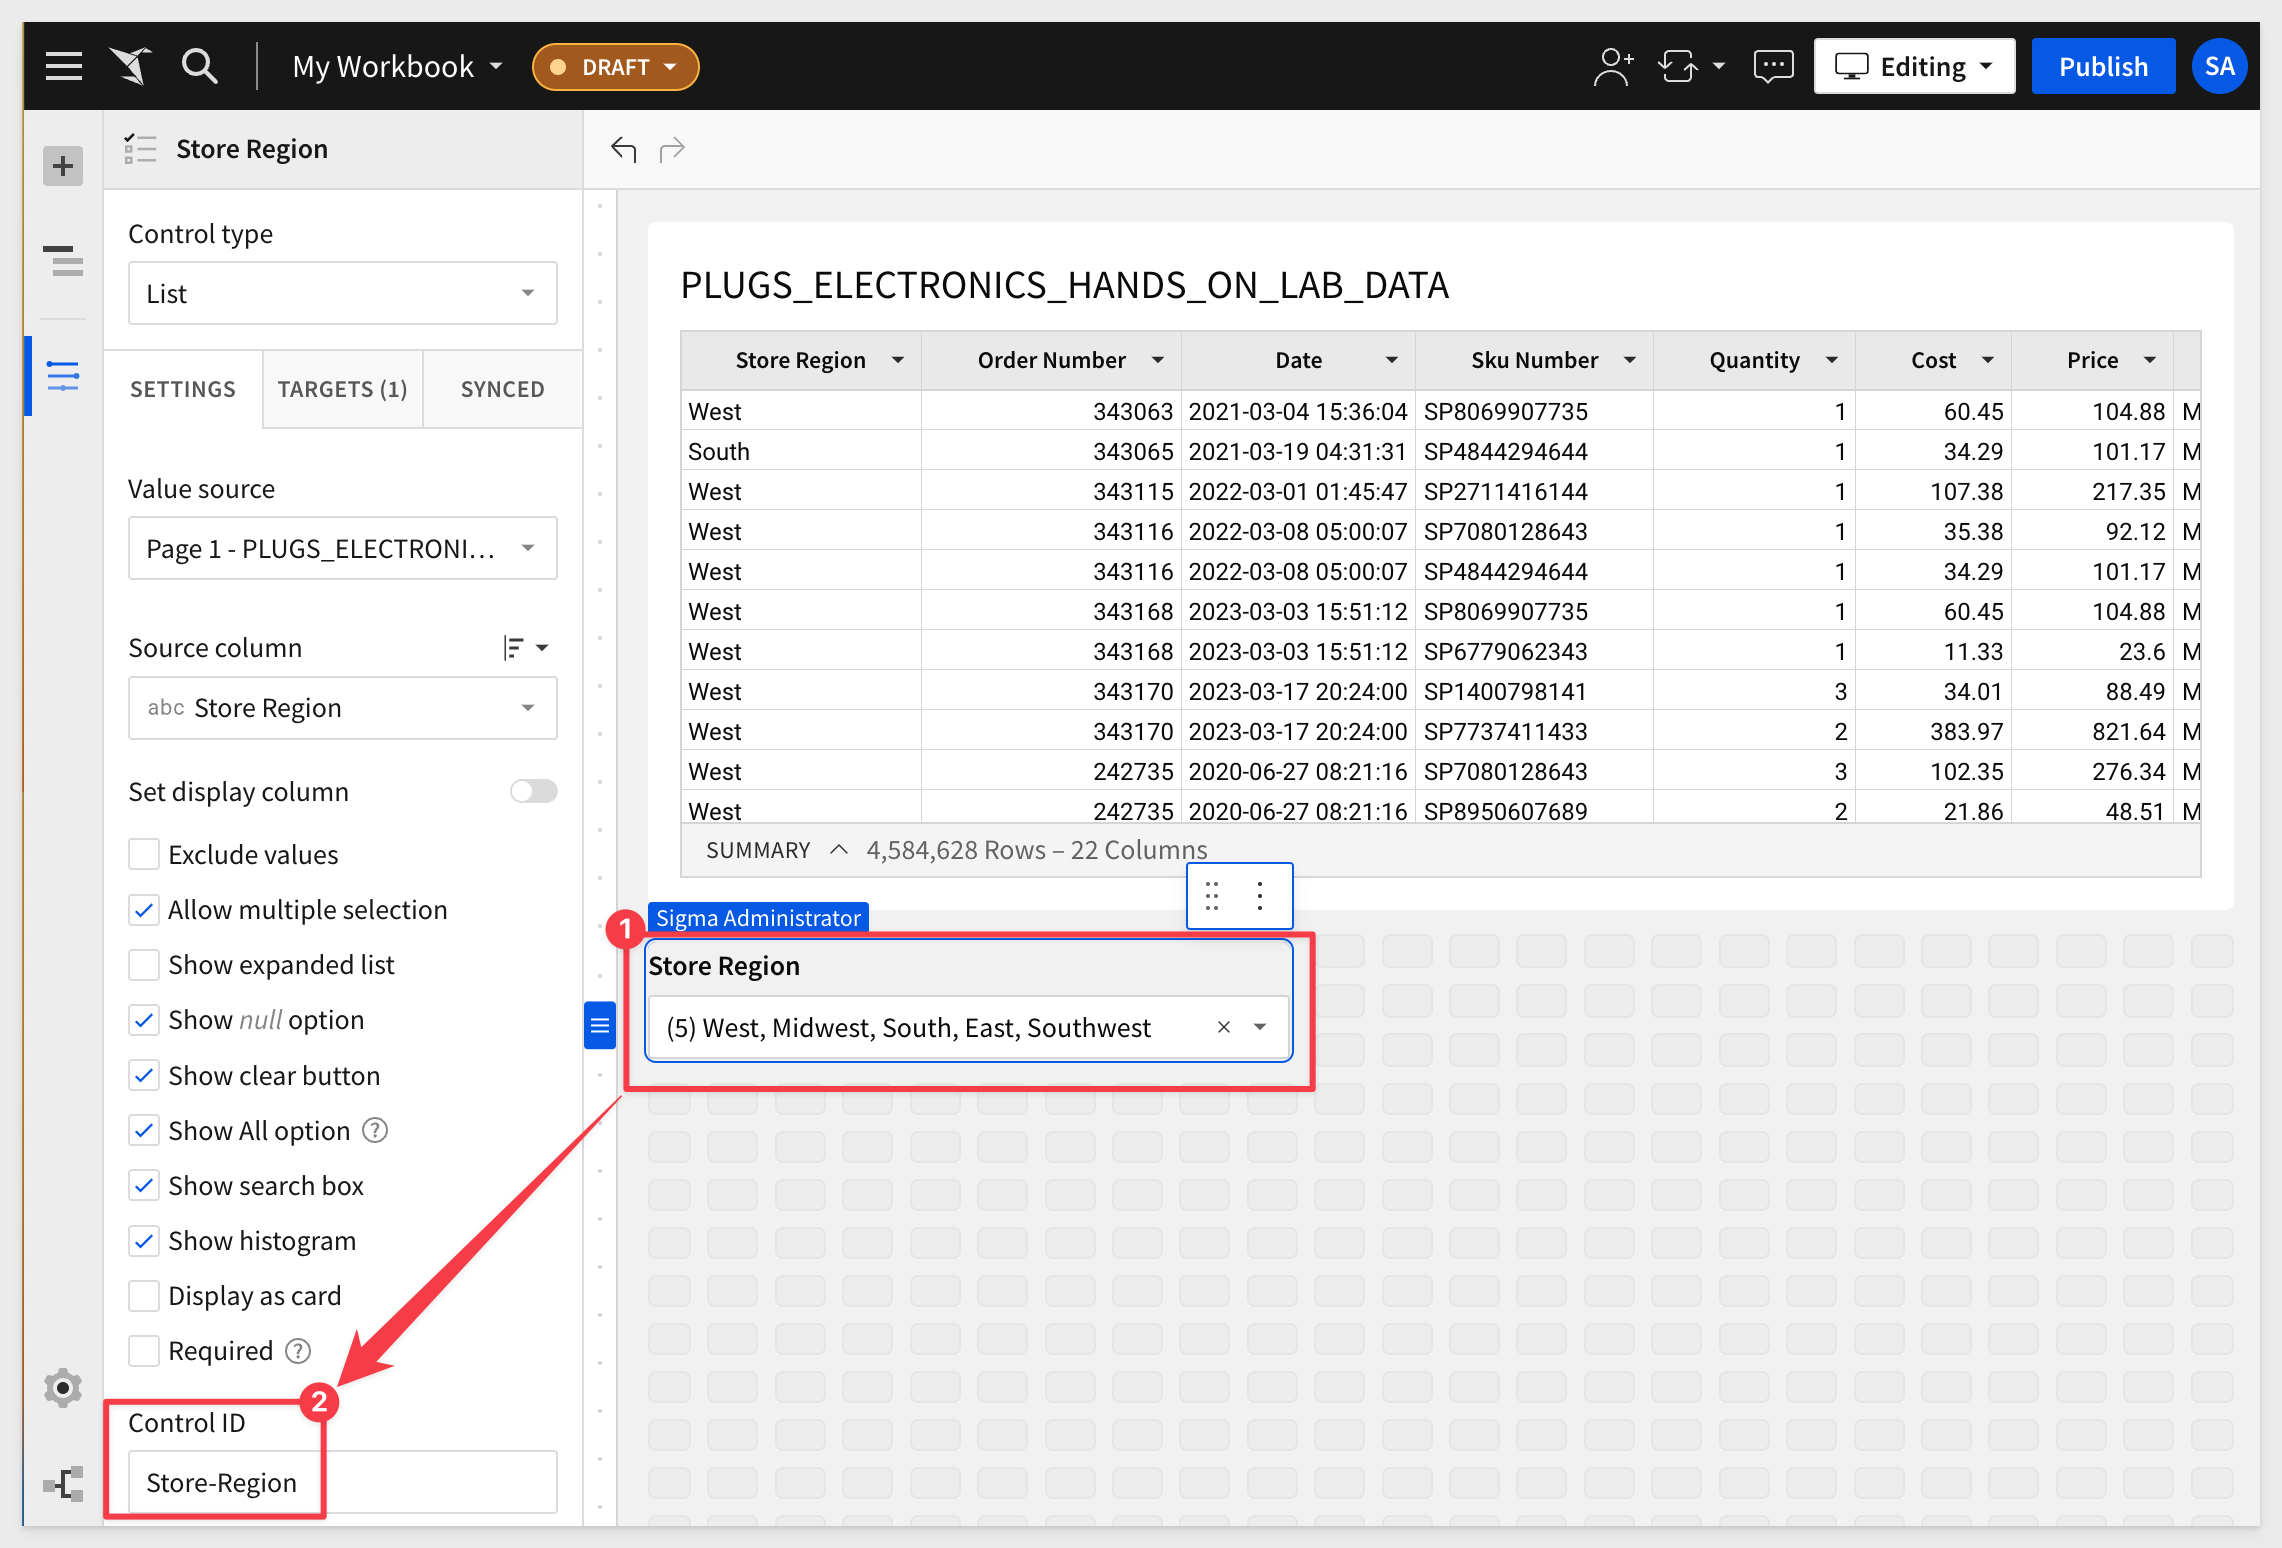 My Workbook
DRAFT
Editing
Publish
SA
Store Region
Control type
List
SETTINGS
TARGETS (1)
SYNCED
Value source
Page 1 - PLUGS_ELECTRONI...
Source column
abc Store Region
Set display column
Exclude values
Allow multiple selection
Show expanded list
Show null option
Show clear button
Show All option ?
Show search box
Show histogram
Display as card
Required ?
2
Control ID
Store-Region
PLUGS_ELECTRONICS_HANDS_ON_LAB_DATA
Store Region Order Number Date Sku Number Quantity Cost Price
West 343063 2021-03-04 15:36:04 SP8069907735 1 60.45 104.88 M
South 343065 2021-03-19 04:31:31 SP4844294644 1 34.29 101.17 M
West 343115 2022-03-01 01:45:47 SP2711416144 1 107.38 217.35 M
West 343116 2022-03-08 05:00:07 SP7080128643 1 35.38 92.12 M
West 343116 2022-03-08 05:00:07 SP4844294644 1 34.29 101.17 M
West 343168 2023-03-03 15:51:12 SP8069907735 1 60.45 104.88 M
West 343168 2023-03-03 15:51:12 SP6779062343 1 11.33 23.6 M
West 343170 2023-03-17 20:24:00 SP1400798141 3 34.01 88.49 M
West 343170 2023-03-17 20:24:00 SP7737411433 2 383.97 821.64 M
West 242735 2020-06-27 08:21:16 SP7080128643 3 102.35 276.34 M
West 242735 2020-06-27 08:21:16 SP8950607689 2 21.86 48.51 M
SUMMARY 4,584,628 Rows – 22 Columns
1
Sigma Administrator
Store Region
(5) West, Midwest, South, East, Southwest